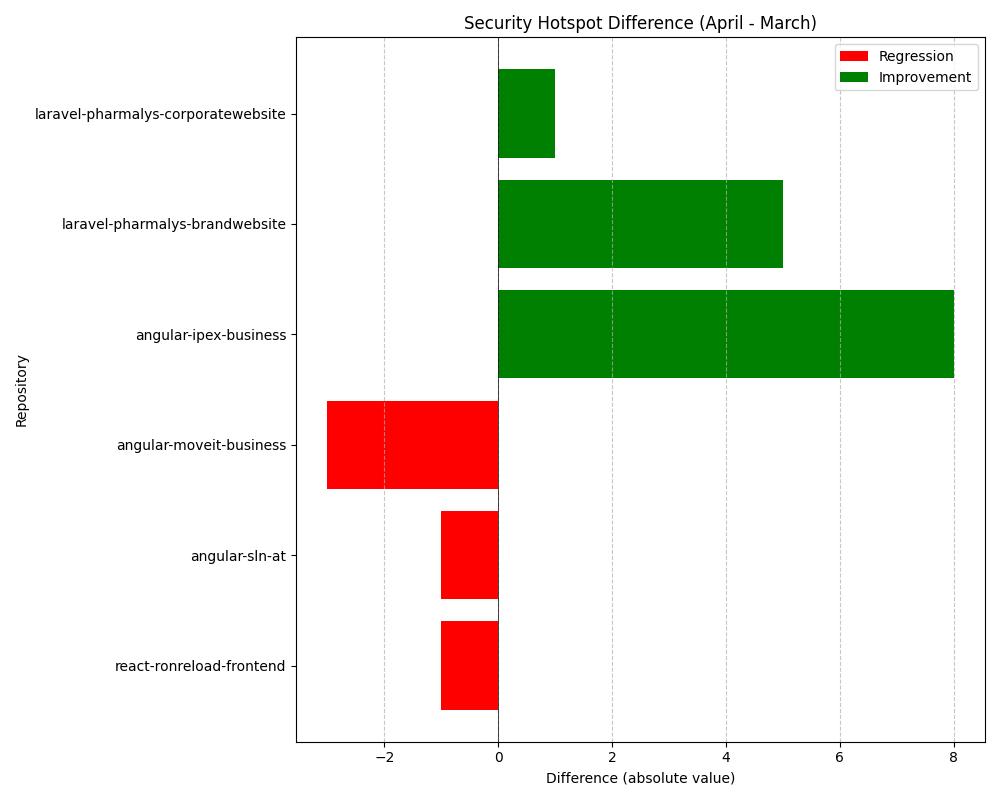 Security Hotspot Difference (April - March)
Regression
Improvement
laravel-pharmalys-corporatewebsite
laravel-pharmalys-brandwebsite
angular-ipex-business
angular-moveit-business
angular-sln-at
react-ronreload-frontend
Repository
−2 0 2 4 6 8
Difference (absolute value)